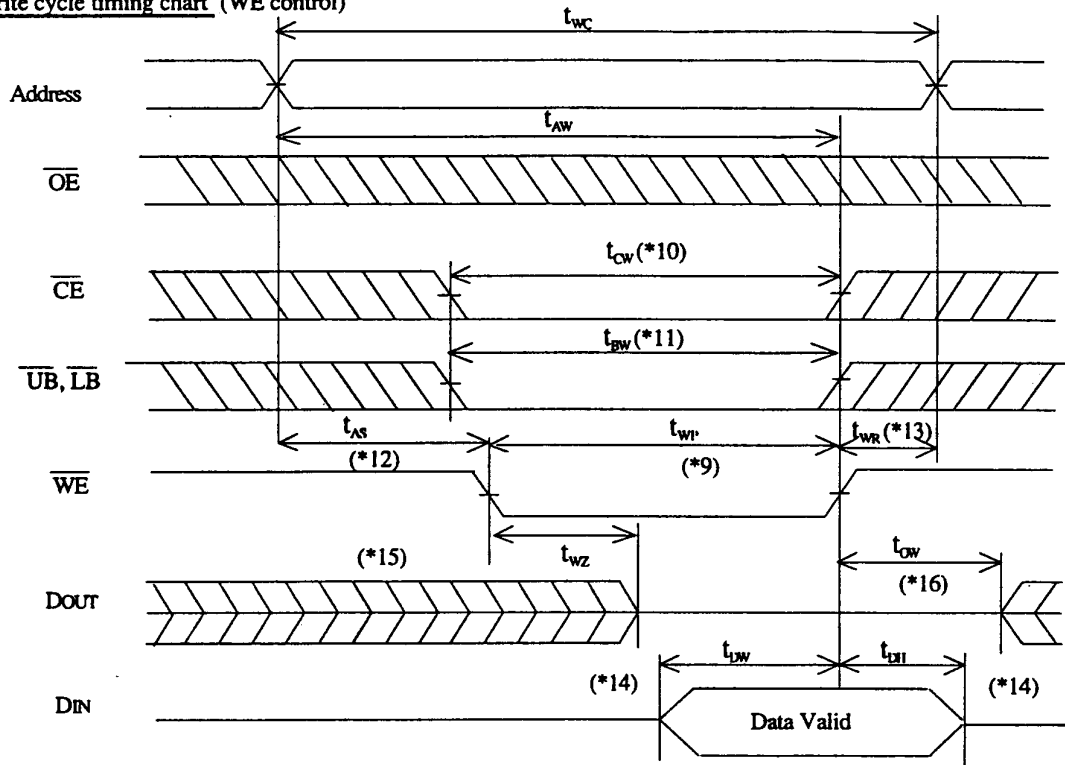 rite cycle timing chart (WE control)
tWC
Address
tAW
OE
tCW (*10)
CE
tBW (*11)
UB, LB
tAS tWP tWR (*13)
(*12) (*9)
WE
tWZ tOW
(*15) (*16)
DOUT
tDW tDH
(*14) (*14)
DIN Data Valid